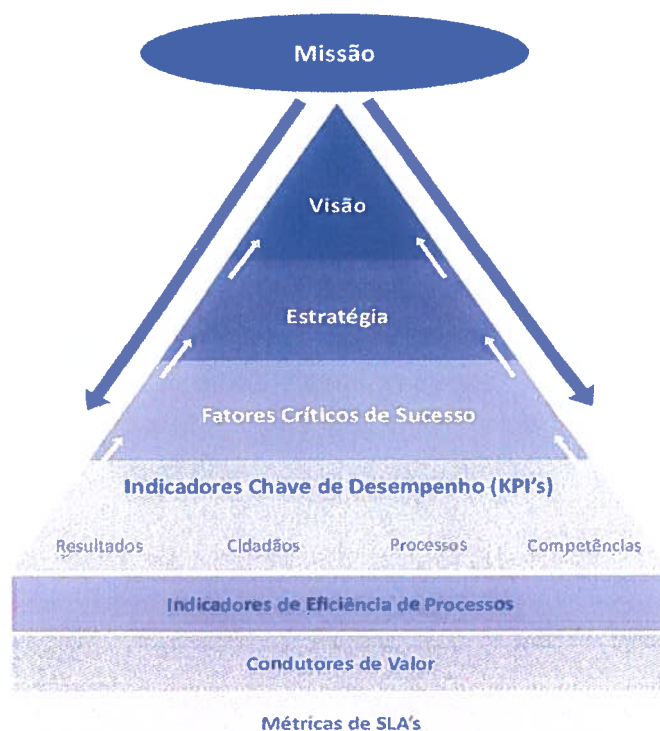 Missão
Visão
Estratégia
Fatores Críticos de Sucesso
Indicadores Chave de Desempenho (KPI's)
Resultados Cidadãos Processos Competências
Indicadores de Eficiência de Processos
Condutores de Valor
Métricas de SLA's